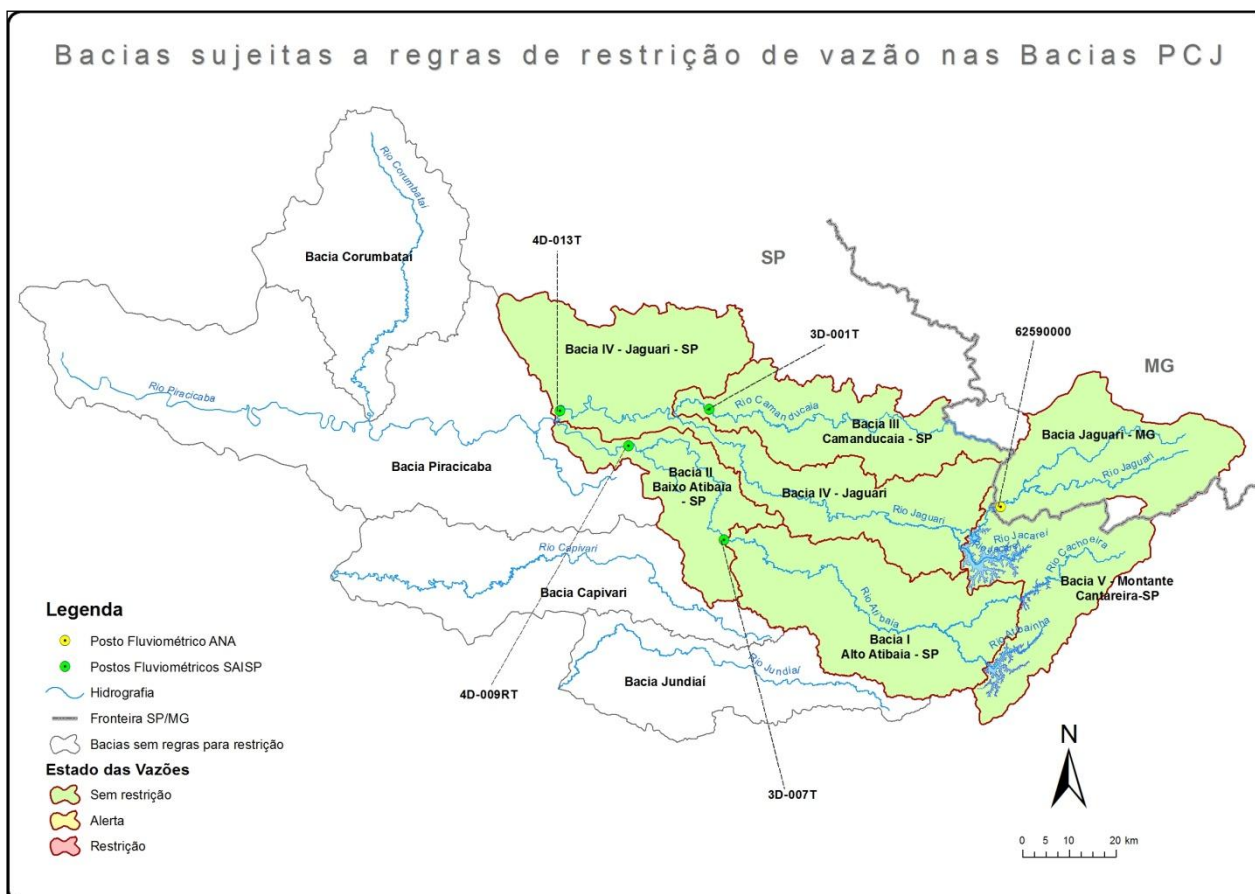 Bacias sujeitas a regras de restrição de vazão nas Bacias PCJ
Rio Corumbataí
Bacia Corumbataí
4D-013T
SP
3D-001T
62590000
MG
Bacia IV - Jaguari - SP
Rio Piracicaba
Rio Camanducaia
Bacia III
Camanducaia - SP
Bacia Jaguari - MG
Rio Jaguari
Bacia Piracicaba
Bacia II
Baixo Atibaia
- SP
Bacia IV - Jaguari
Rio Jaguari
Rio Jacareí
Rio Jacareí
Rio Cachoeira
Rio Capivari
Bacia Capivari
Bacia V - Montante
Cantareira-SP
Rio Atibaia
Rio Atibainha
Bacia I
Alto Atibaia - SP
Rio Jundiaí
Bacia Jundiaí
4D-009RT
3D-007T
Legenda
Posto Fluviométrico ANA
Postos Fluviométricos SAISP
Hidrografia
Fronteira SP/MG
Bacias sem regras para restrição
Estado das Vazões
Sem restrição
Alerta
Restrição
N
0 5 10 20 km